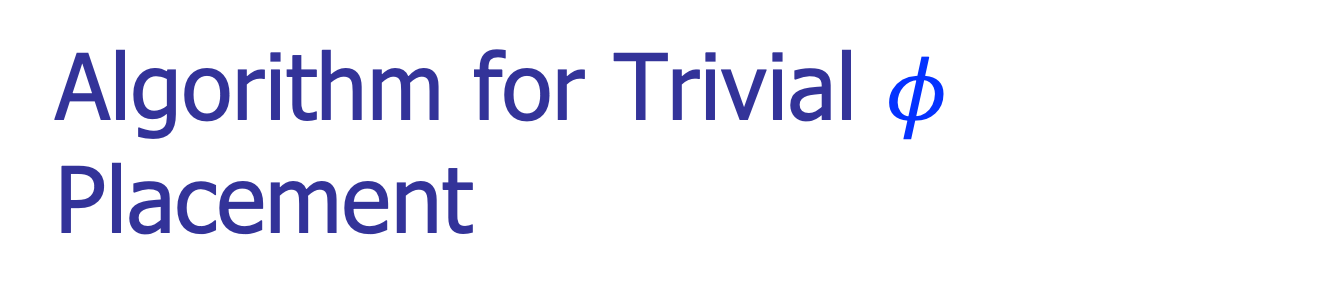 Algorithm for Trivial ϕ
Placement